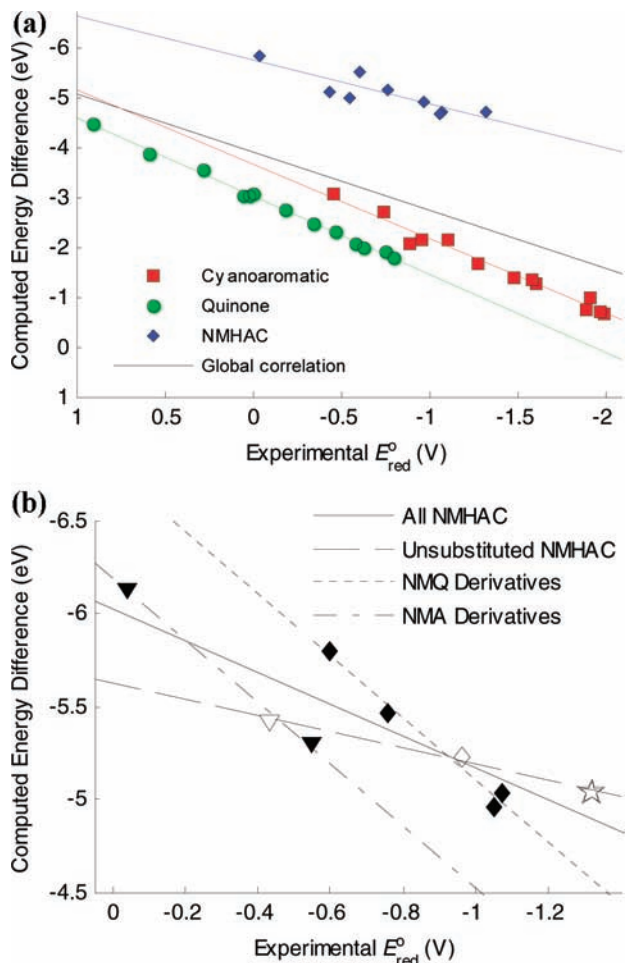 (a)
Computed Energy Difference (eV)
-6
-5
-4
-3
-2
-1
0
1
Cyanoaromatic
Quinone
NMHAC
Global correlation
1 0.5 0 -0.5 -1 -1.5 -2
Experimental E°red (V)
(b)
Computed Energy Difference (eV)
-6.5
-6
-5.5
-5
-4.5
All NMHAC
Unsubstituted NMHAC
NMQ Derivatives
NMA Derivatives
0 -0.2 -0.4 -0.6 -0.8 -1 -1.2
Experimental E°red (V)